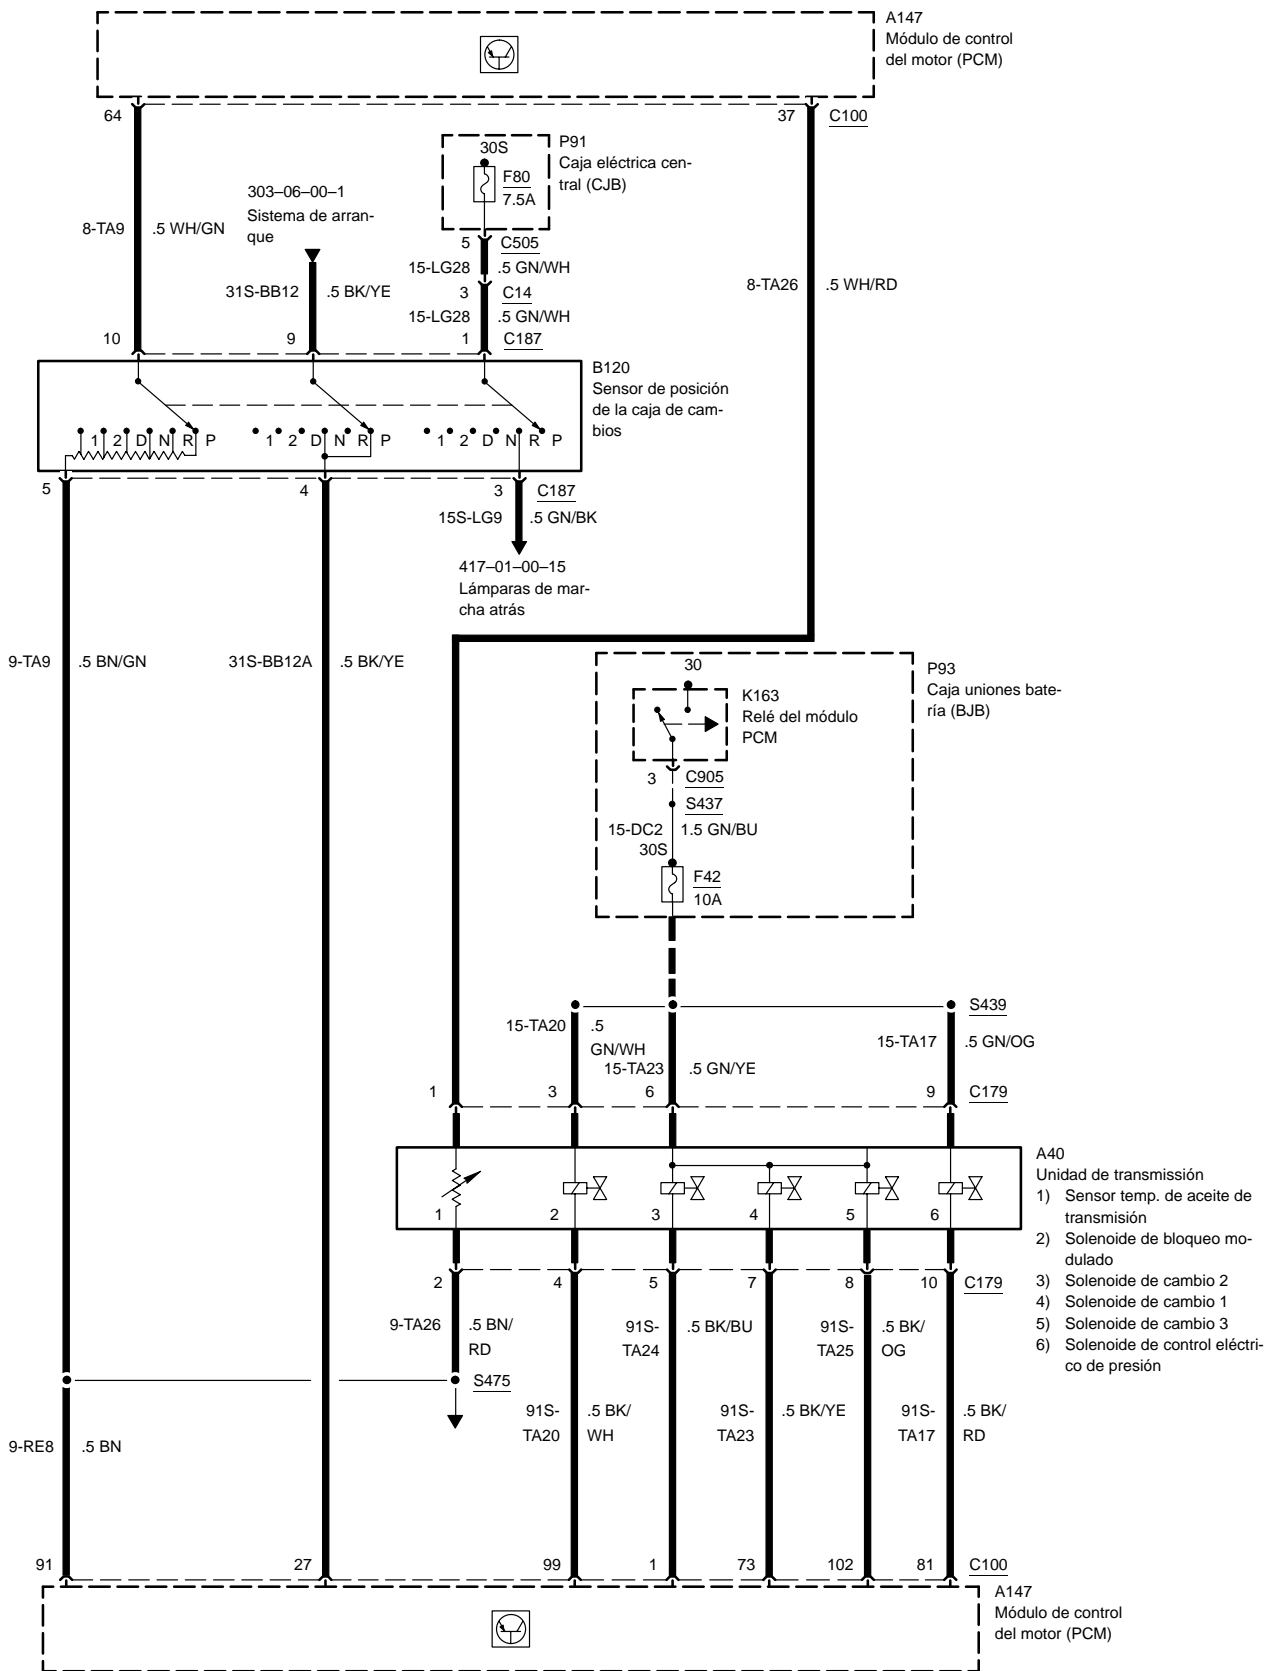 A147
Módulo de control
del motor (PCM)
64
37
C100
P91
Caja eléctrica cen-
tral (CJB)
30S
F80
7.5A
303–06–00–1
Sistema de arran-
que
8-TA9
.5 WH/GN
5
C505
15-LG28
.5 GN/WH
8-TA26
.5 WH/RD
31S-BB12
.5 BK/YE
3
C14
15-LG28
.5 GN/WH
10
9
1
C187
B120
Sensor de posición
de la caja de cam-
bios
1 2 D N R P
1 2 D N R P
1 2 D N R P
5
4
3
C187
15S-LG9
.5 GN/BK
417–01–00–15
Lámparas de mar-
cha atrás
9-TA9
.5 BN/GN
31S-BB12A
.5 BK/YE
30
P93
Caja uniones bate-
ría (BJB)
K163
Relé del módulo
PCM
3
C905
S437
15-DC2
1.5 GN/BU
30S
F42
10A
S439
15-TA20
.5
GN/WH
15-TA23
.5 GN/YE
15-TA17
.5 GN/OG
1
3
6
9
C179
A40
Unidad de transmissión
1) Sensor temp. de aceite de
transmisión
2) Solenoide de bloqueo mo-
dulado
3) Solenoide de cambio 2
4) Solenoide de cambio 1
5) Solenoide de cambio 3
6) Solenoide de control eléctri-
co de presión
1
2
3
4
5
6
2
4
5
7
8
10
C179
9-TA26
.5 BN/
RD
91S-
TA24
.5 BK/BU
91S-
TA25
.5 BK/
OG
S475
91S-
TA20
.5 BK/
WH
91S-
TA23
.5 BK/YE
91S-
TA17
.5 BK/
RD
9-RE8
.5 BN
91
27
99
1
73
102
81
C100
A147
Módulo de control
del motor (PCM)